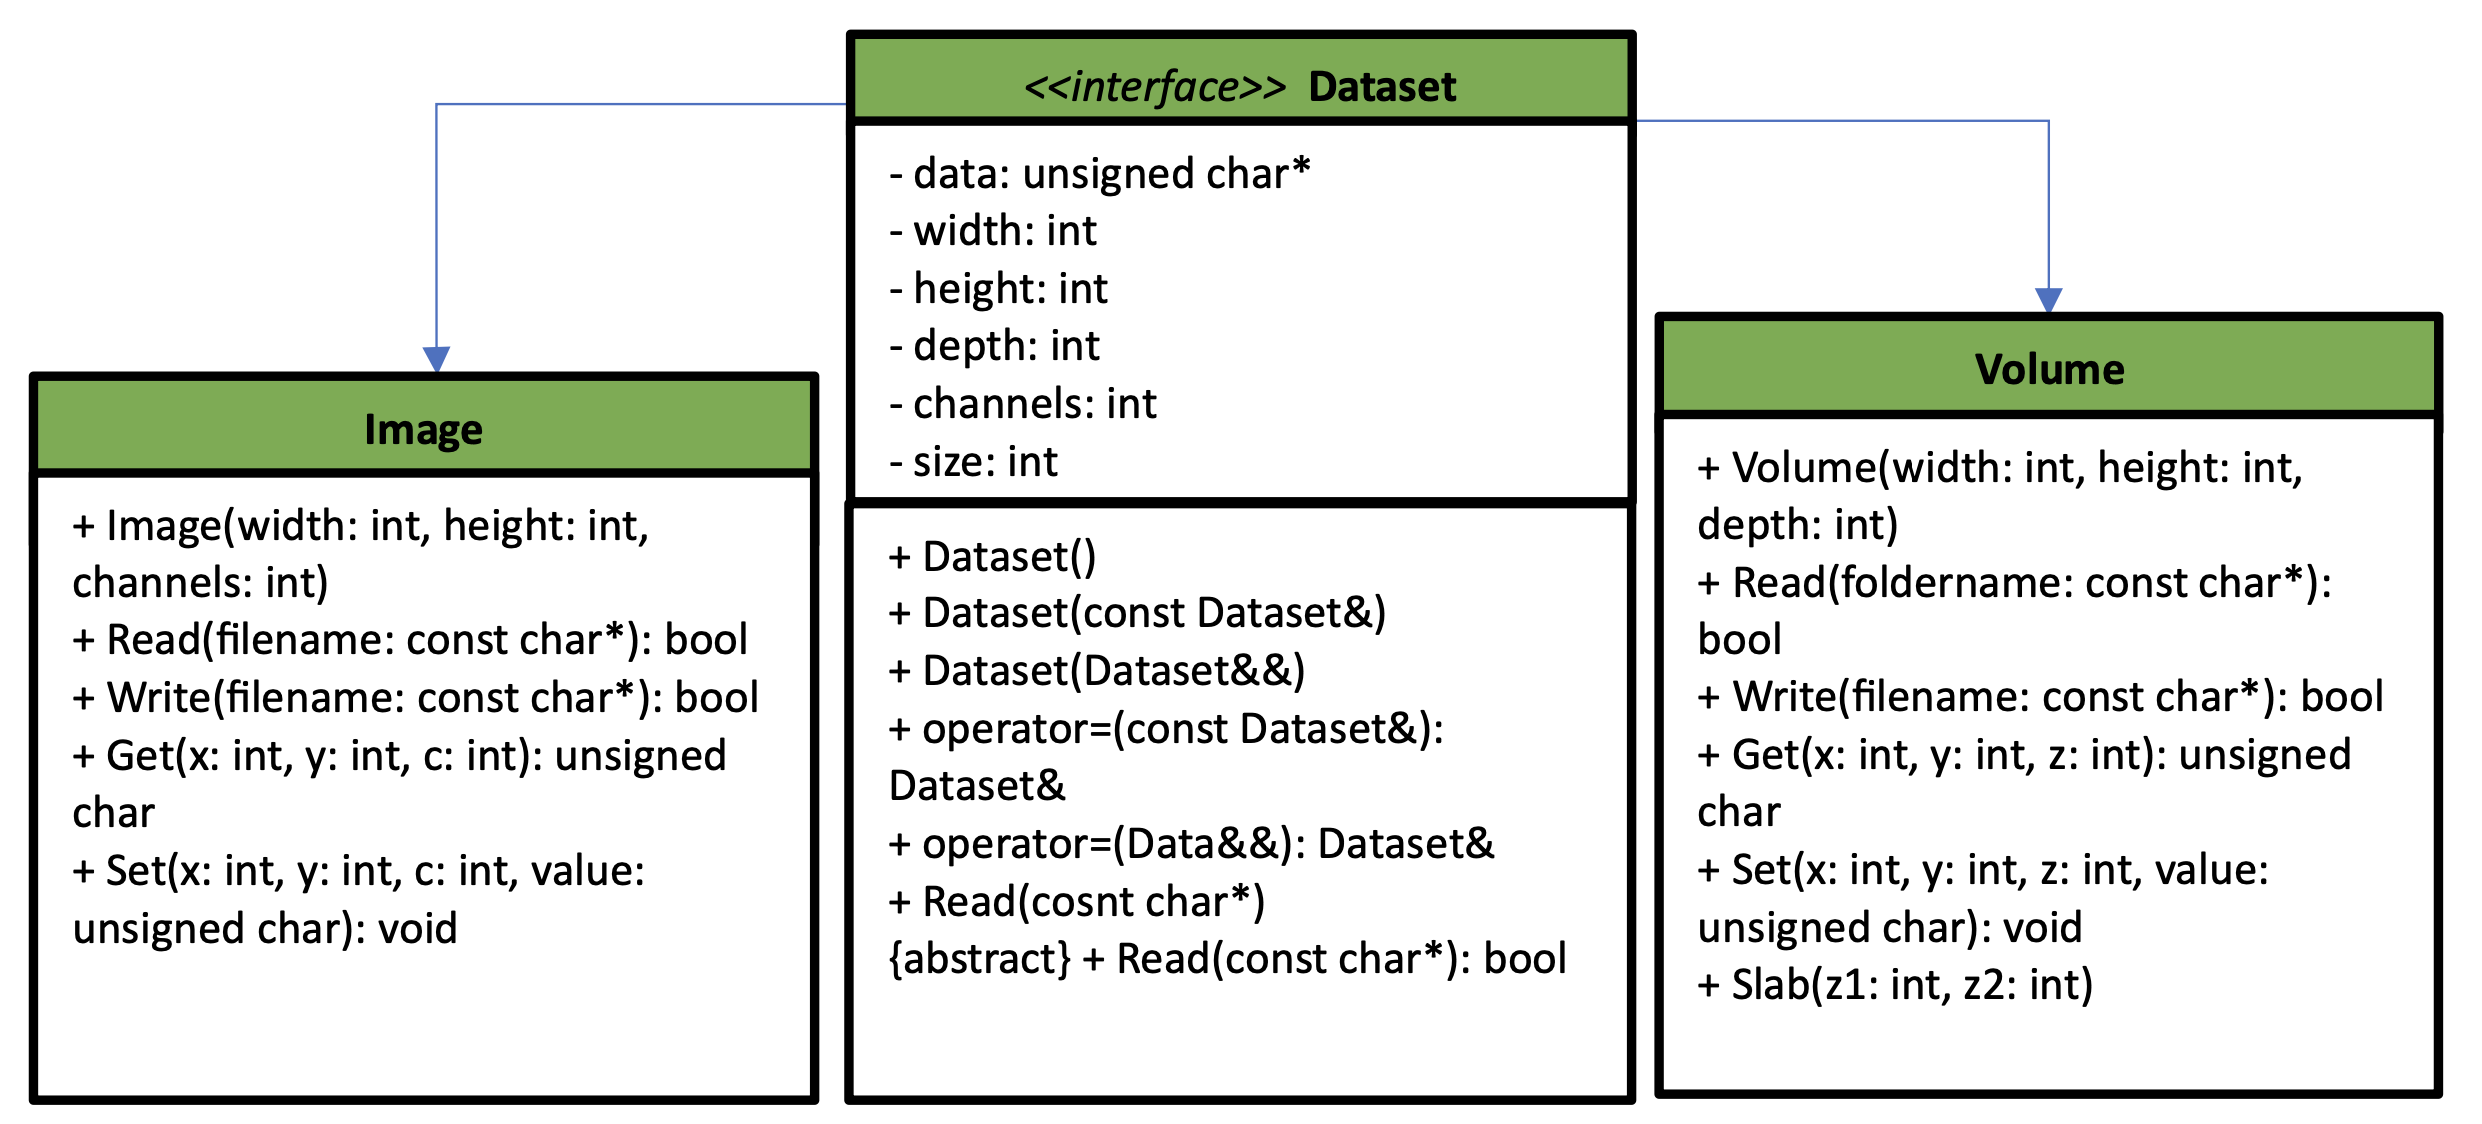 <<interface>> Dataset
- data: unsigned char*
- width: int
- height: int
- depth: int
- channels: int
- size: int
+ Dataset()
+ Dataset(const Dataset&)
+ Dataset(Dataset&&)
+ operator=(const Dataset&):
Dataset&
+ operator=(Data&&): Dataset&
+ Read(cosnt char*)
{abstract} + Read(const char*): bool
Image
+ Image(width: int, height: int,
channels: int)
+ Read(filename: const char*): bool
+ Write(filename: const char*): bool
+ Get(x: int, y: int, c: int): unsigned
char
+ Set(x: int, y: int, c: int, value:
unsigned char): void
Volume
+ Volume(width: int, height: int,
depth: int)
+ Read(foldername: const char*):
bool
+ Write(filename: const char*): bool
+ Get(x: int, y: int, z: int): unsigned
char
+ Set(x: int, y: int, z: int, value:
unsigned char): void
+ Slab(z1: int, z2: int)